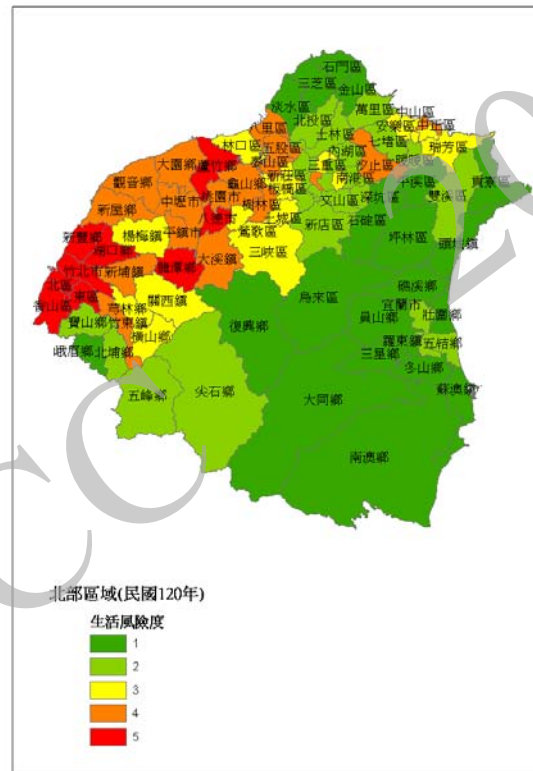 石門區
三芝區
金山區
淡水區
北投區
萬里區
中山區
士林區
安樂區
中正區
八里區
七堵區
瑞芳區
林口區
五股區
內湖區
汐止區
暖暖區
蘆竹鄉
泰山區
三重區
大園鄉
新莊區
南港區
平溪區
貢寮區
龜山鄉
板橋區
深坑區
雙溪區
觀音鄉
桃園市
樹林區
文山區
中壢市
土城區
石碇區
新屋鄉
八德市
鶯歌區
新店區
坪林區
頭城鎮
新豐鄉
楊梅鎮
平鎮市
三峽區
湖口鄉
大溪鎮
龍潭鄉
竹北市
新埔鎮
礁溪鄉
北區
關西鎮
烏來區
宜蘭市
東區
香山區
芎林鄉
員山鄉
壯圍鄉
寶山鄉
竹東鎮
復興鄉
橫山鄉
羅東鎮
五結鄉
峨眉鄉
北埔鄉
三星鄉
冬山鄉
五峰鄉
尖石鄉
大同鄉
蘇澳鎮
南澳鄉
北部區域(民國120年)
生活風險度
1
2
3
4
5